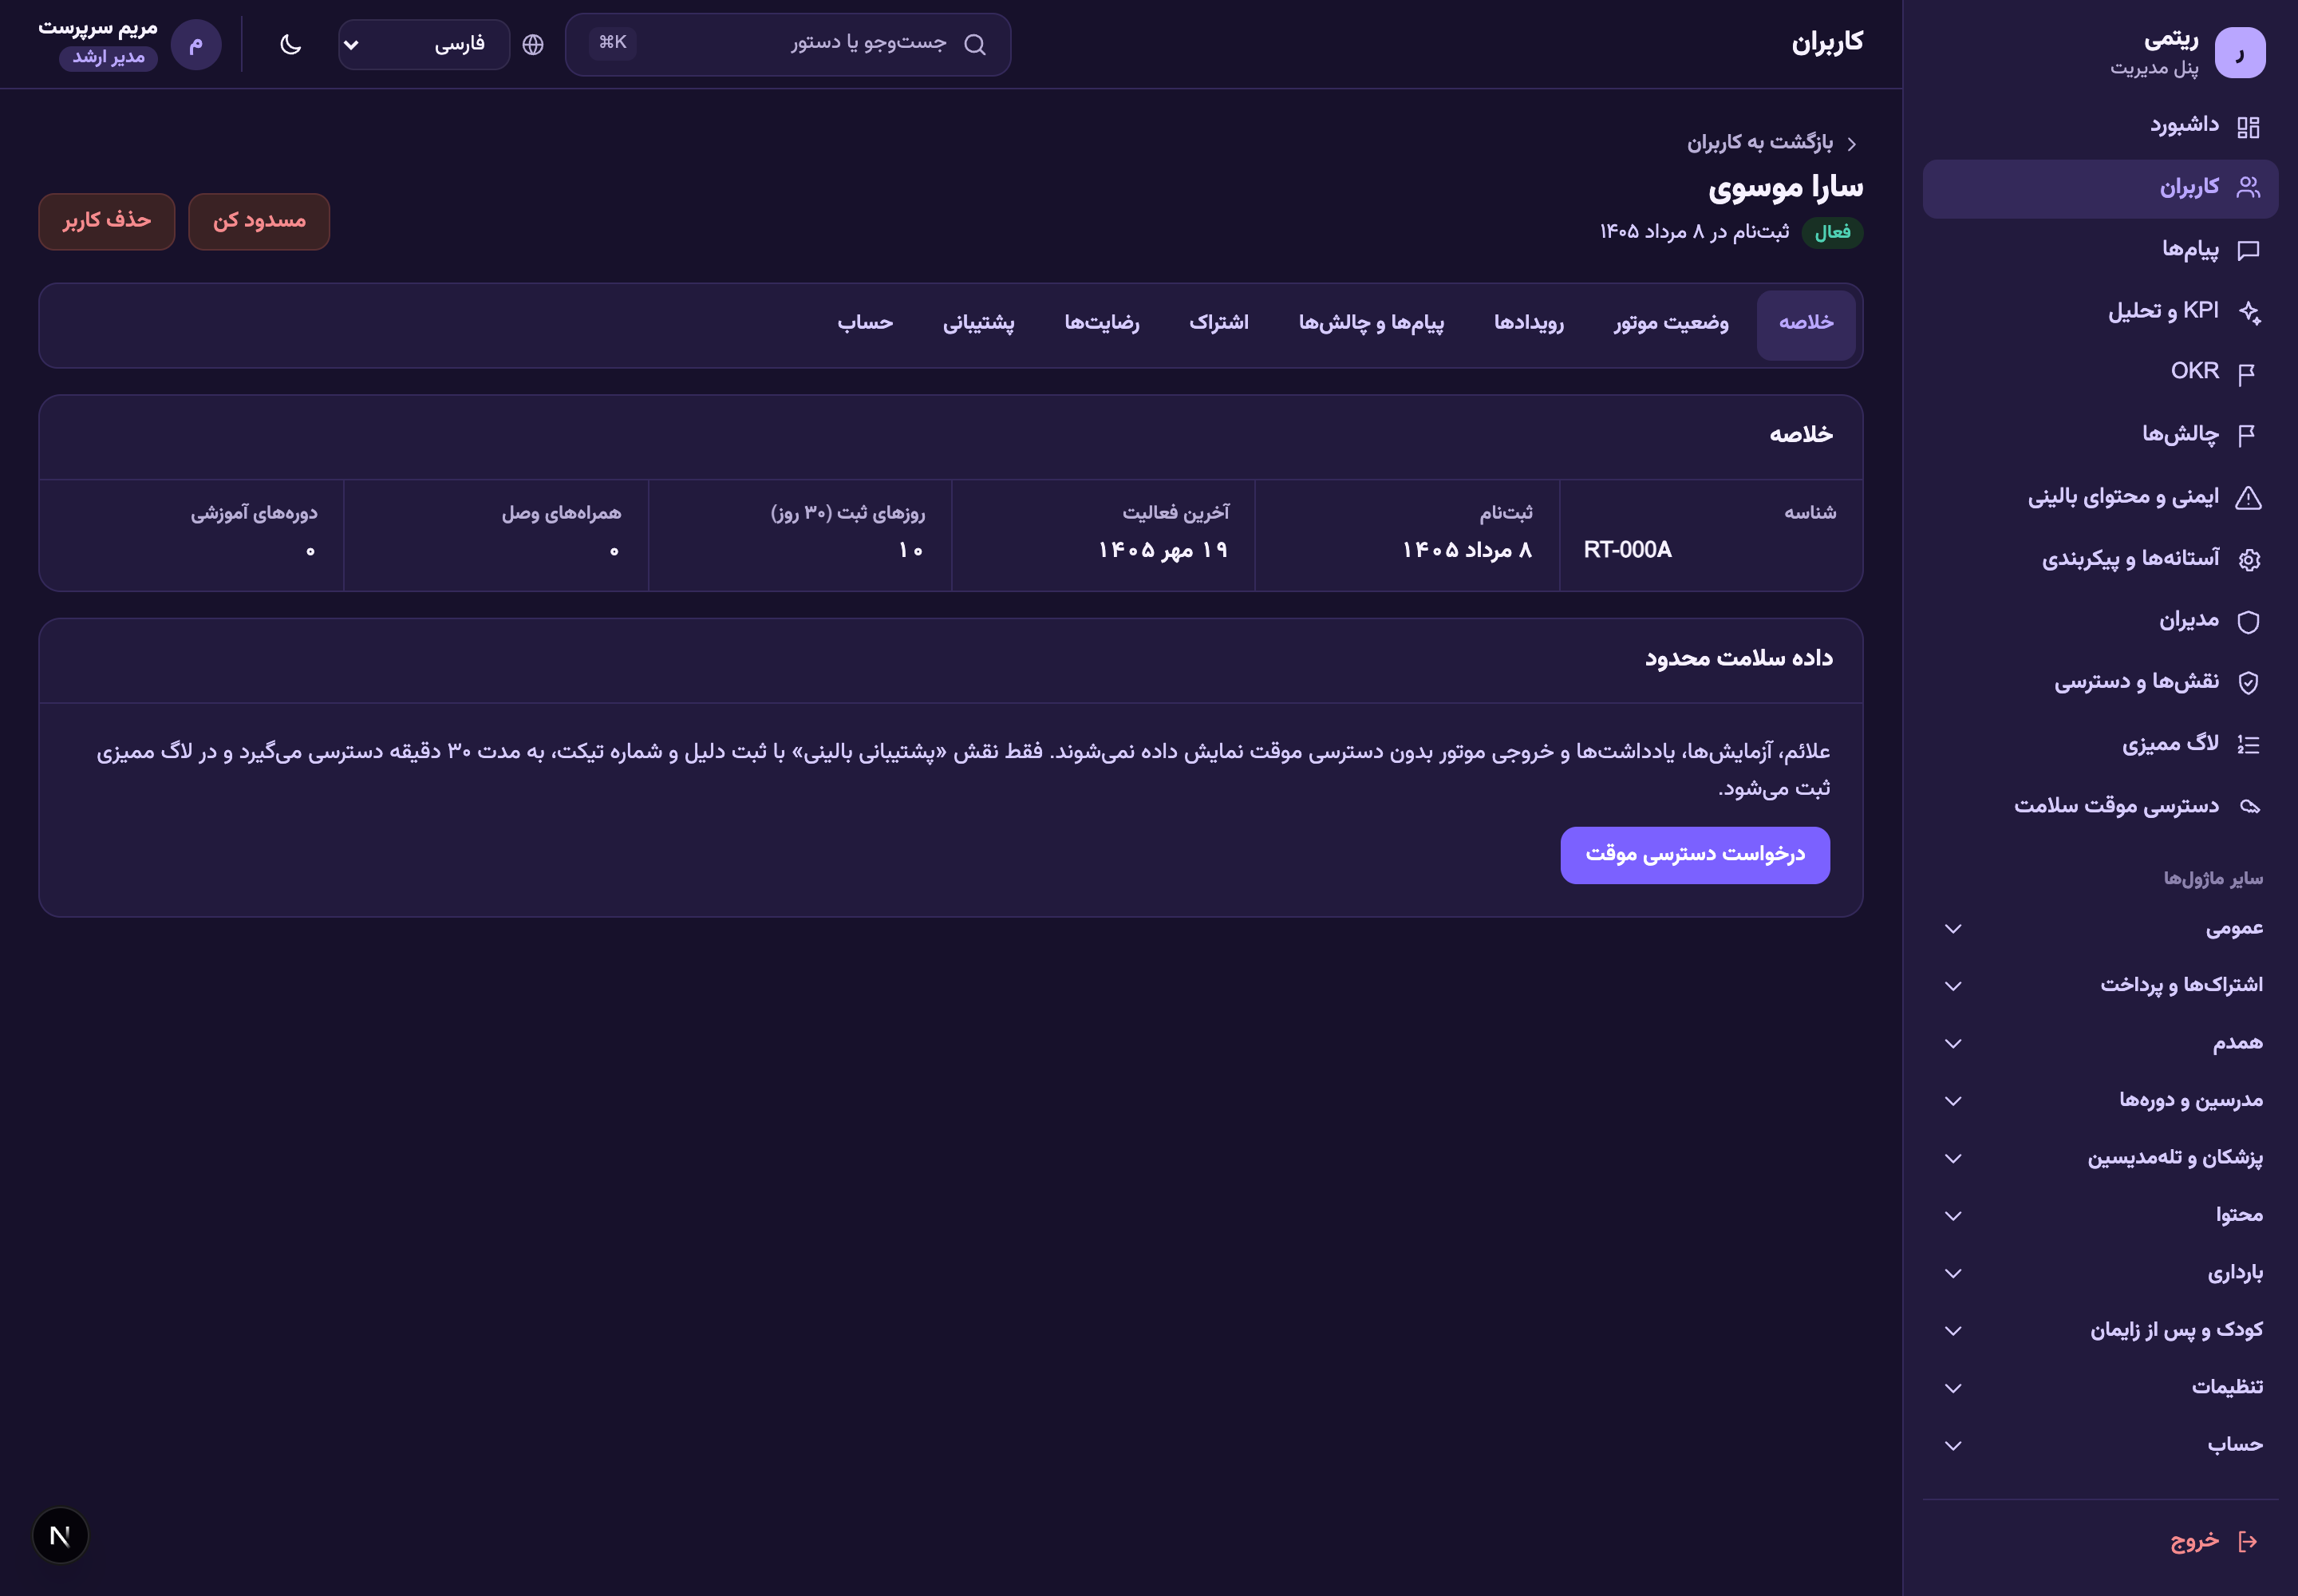 ر
ریتمی
پنل مدیریت
داشبورد
کاربران
پیام‌ها
KPI و تحلیل
OKR
چالش‌ها
ایمنی و محتوای بالینی
آستانه‌ها و پیکربندی
مدیران
نقش‌ها و دسترسی
لاگ ممیزی
دسترسی موقت سلامت
سایر ماژول‌ها
عمومی
اشتراک‌ها و پرداخت
همدم
مدرسین و دوره‌ها
پزشکان و تله‌مدیسین
محتوا
بارداری
کودک و پس از زایمان
تنظیمات
حساب
خروج
کاربران
جست‌وجو یا دستور
⌘K
فارسی
م
مریم سرپرست
مدیر ارشد
بازگشت به کاربران
سارا موسوی
فعال ثبت‌نام در ۸ مرداد ۱۴۰۵
مسدود کن
حذف کاربر
خلاصه
وضعیت موتور
رویدادها
پیام‌ها و چالش‌ها
اشتراک
رضایت‌ها
پشتیبانی
حساب
خلاصه
شناسه
RT-000A
ثبت‌نام
۸ مرداد ۱۴۰۵
آخرین فعالیت
۱۹ مهر ۱۴۰۵
روزهای ثبت (۳۰ روز)
۱۰
همراه‌های وصل
۰
دوره‌های آموزشی
۰
داده سلامت محدود
علائم، آزمایش‌ها، یادداشت‌ها و خروجی موتور بدون دسترسی موقت نمایش داده نمی‌شوند. فقط نقش «پشتیبانی بالینی» با ثبت دلیل و شماره تیکت، به مدت ۳۰ دقیقه دسترسی می‌گیرد و در لاگ ممیزی
ثبت می‌شود.
درخواست دسترسی موقت
N